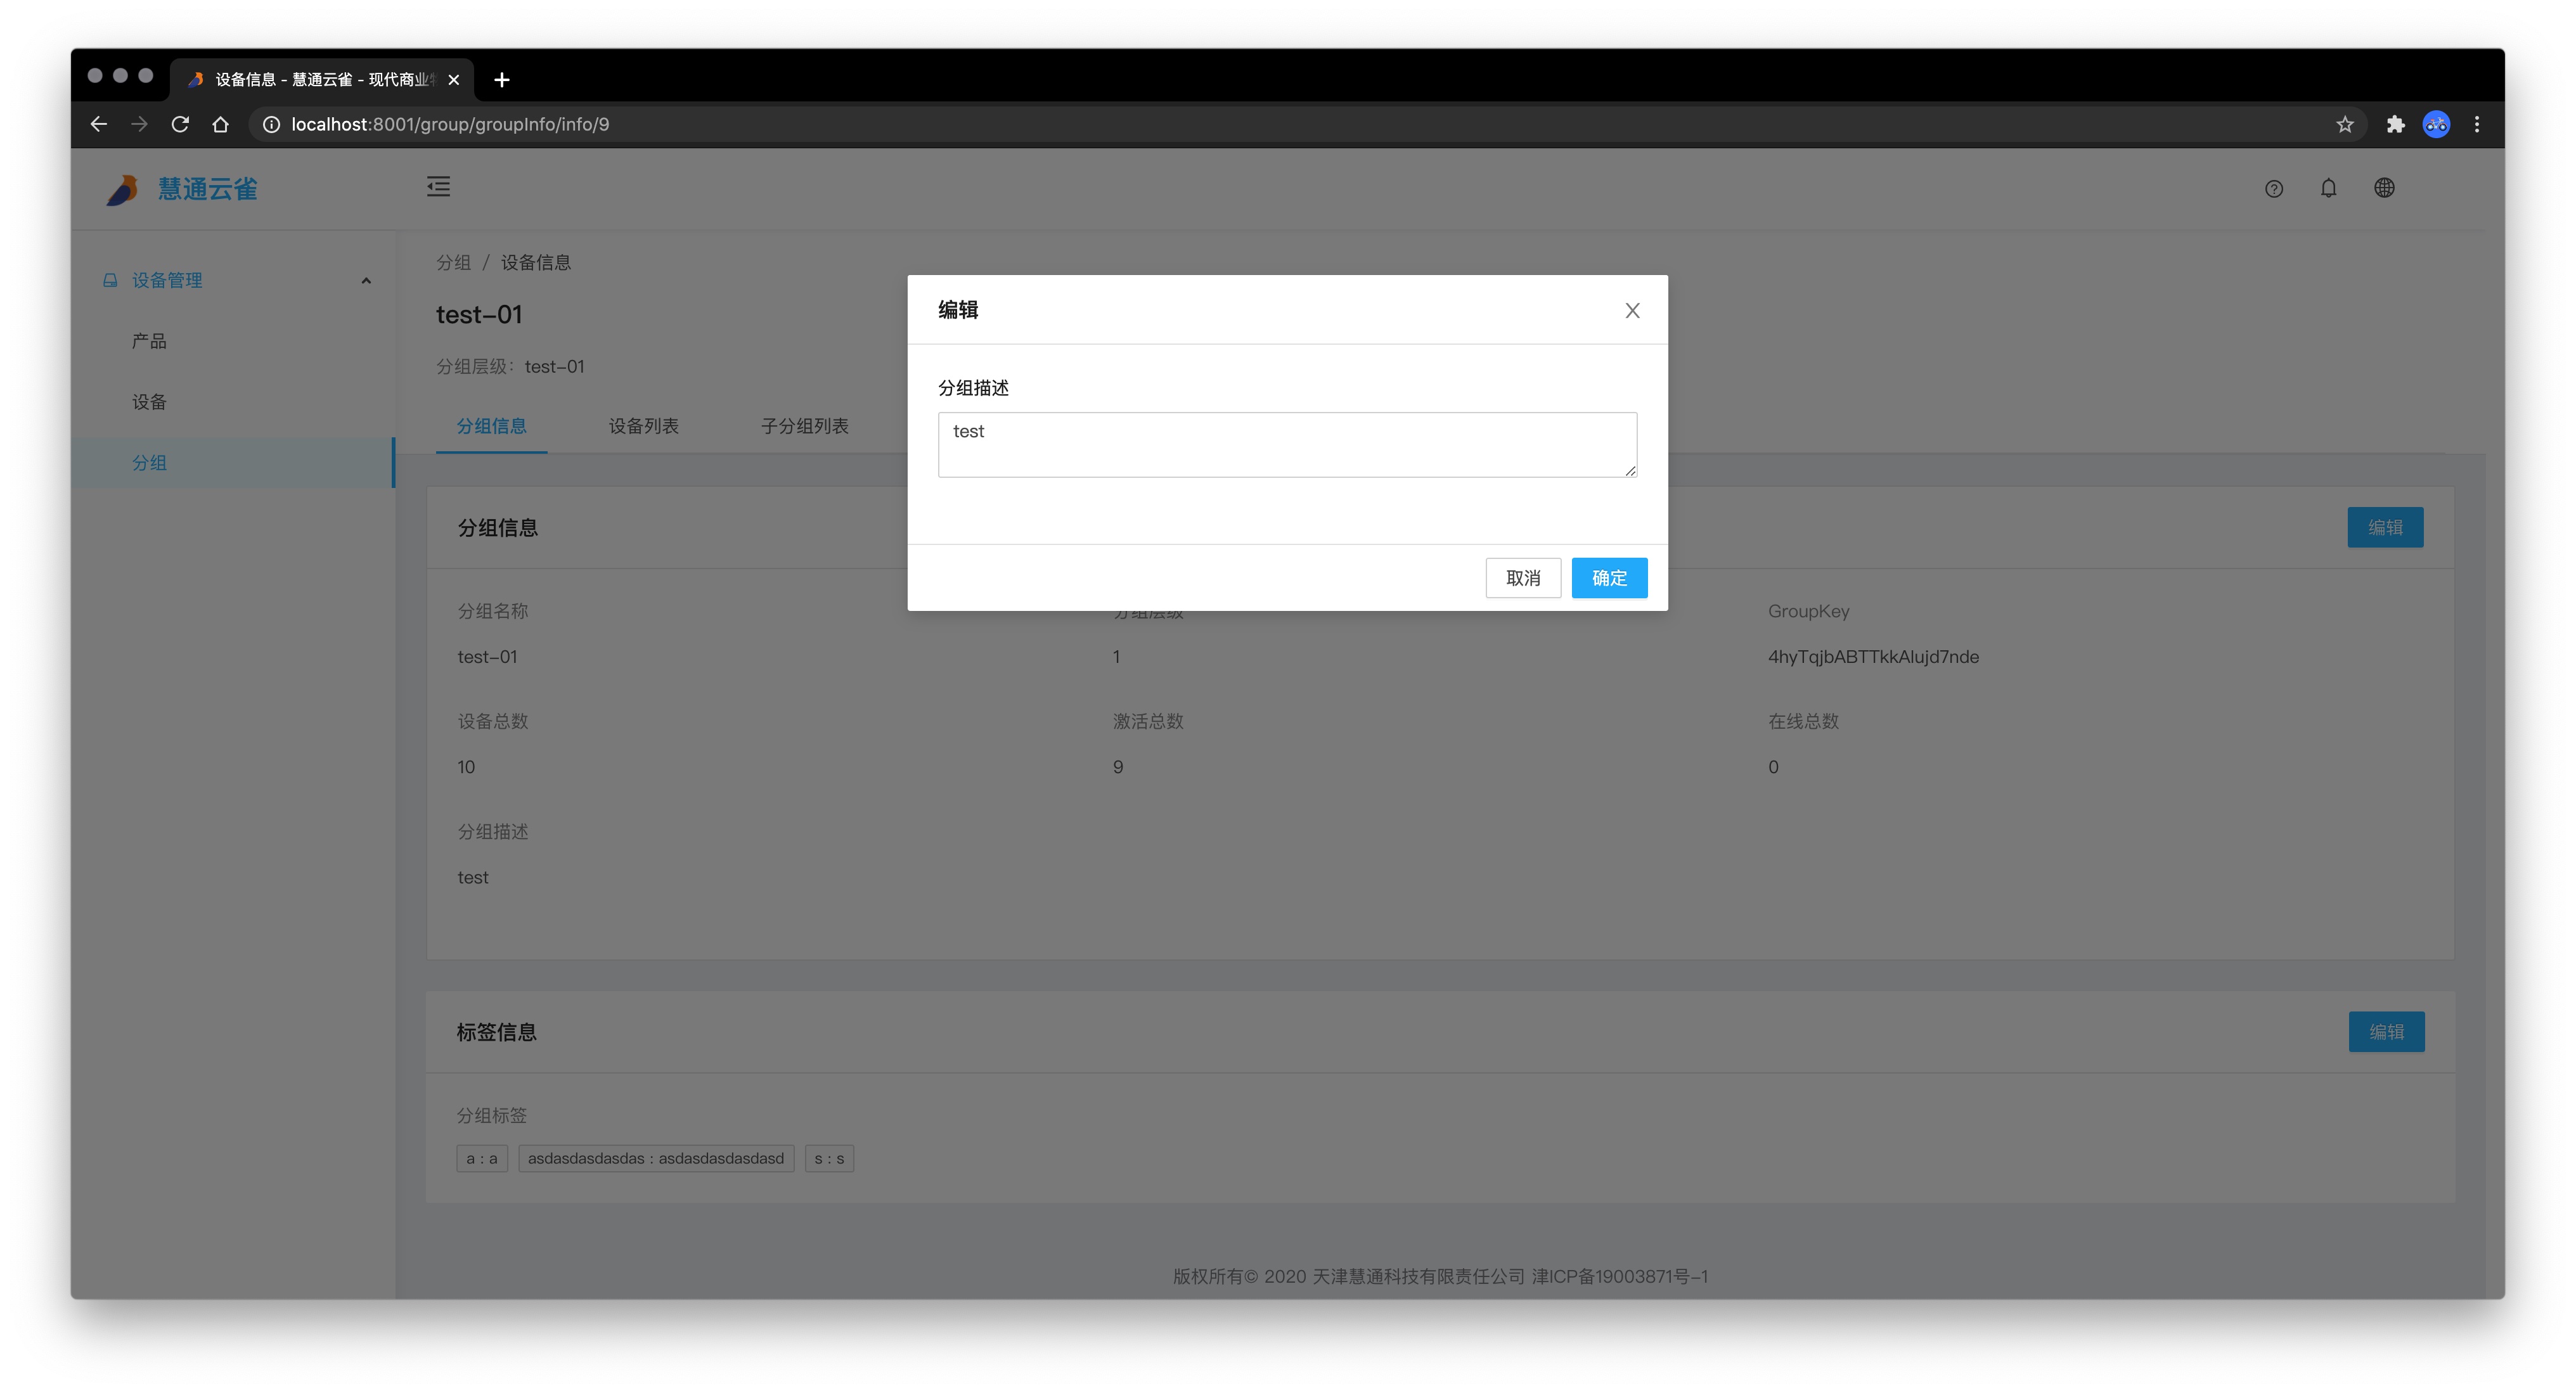 设备信息 - 慧通云雀 - 现代商业
localhost:8001/group/groupInfo/info/9
慧通云雀
设备管理
产品
设备
分组
分组 / 设备信息
test-01
分组层级：test-01
分组信息 设备列表 子分组列表
编辑
分组描述
test
取消 确定
分组信息 编辑
分组名称 分组层级 GroupKey
test-01 1 4hyTqjbABTTkkAlujd7nde
设备总数 激活总数 在线总数
10 9 0
分组描述
test
标签信息 编辑
分组标签
a : a asdasdasdasdas : asdasdasdasdasd s : s
版权所有© 2020 天津慧通科技有限责任公司 津ICP备19003871号-1